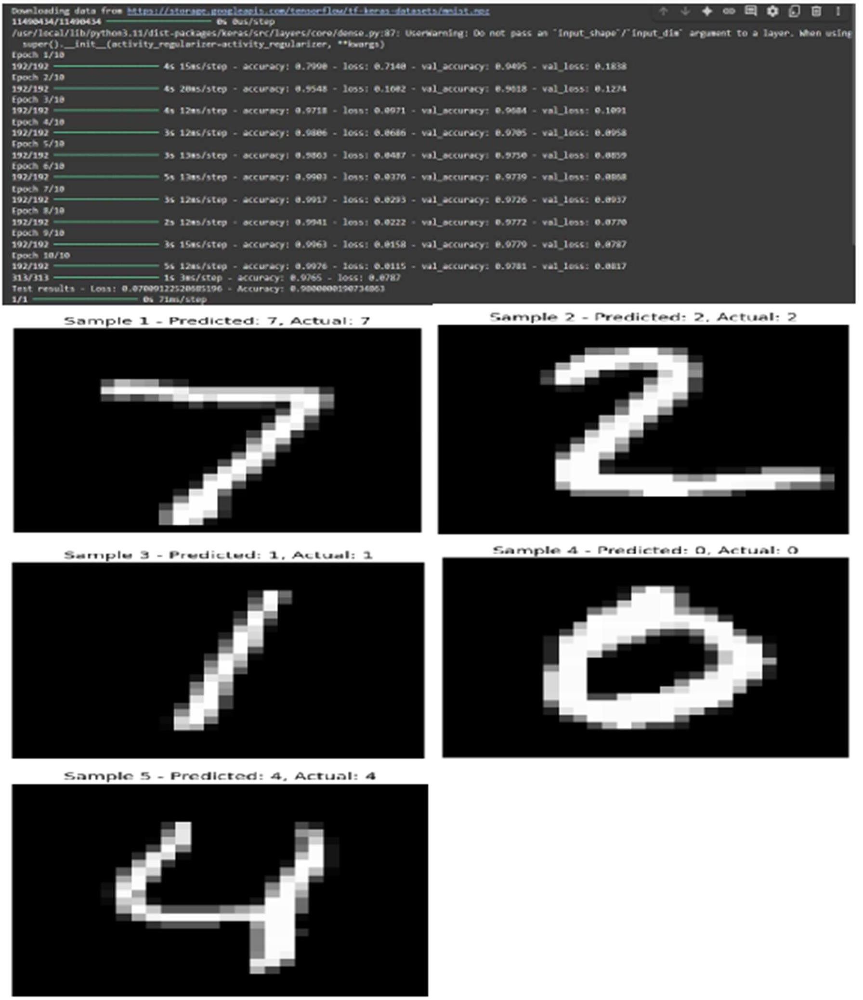 Downloading data from https://storage.googleapis.com/tensorflow/tf-keras-datasets/mnist.npz
11490434/11490434 0s 0us/step
/usr/local/lib/python3.11/dist-packages/keras/src/layers/core/dense.py:87: UserWarning: Do not pass an `input_shape`/`input_dim` argument to a layer. When using
super().__init__(activity_regularizer=activity_regularizer, **kwargs)
Epoch 1/10
192/192 4s 15ms/step - accuracy: 0.7990 - loss: 0.7140 - val_accuracy: 0.9495 - val_loss: 0.1838
Epoch 2/10
192/192 4s 20ms/step - accuracy: 0.9548 - loss: 0.1602 - val_accuracy: 0.9618 - val_loss: 0.1274
Epoch 3/10
192/192 4s 12ms/step - accuracy: 0.9718 - loss: 0.0971 - val_accuracy: 0.9684 - val_loss: 0.1091
Epoch 4/10
192/192 3s 12ms/step - accuracy: 0.9806 - loss: 0.0686 - val_accuracy: 0.9705 - val_loss: 0.0958
Epoch 5/10
192/192 3s 13ms/step - accuracy: 0.9863 - loss: 0.0487 - val_accuracy: 0.9750 - val_loss: 0.0859
Epoch 6/10
192/192 5s 13ms/step - accuracy: 0.9903 - loss: 0.0376 - val_accuracy: 0.9739 - val_loss: 0.0868
Epoch 7/10
192/192 3s 12ms/step - accuracy: 0.9917 - loss: 0.0293 - val_accuracy: 0.9726 - val_loss: 0.0937
Epoch 8/10
192/192 2s 12ms/step - accuracy: 0.9941 - loss: 0.0222 - val_accuracy: 0.9772 - val_loss: 0.0770
Epoch 9/10
192/192 3s 15ms/step - accuracy: 0.9963 - loss: 0.0158 - val_accuracy: 0.9779 - val_loss: 0.0787
Epoch 10/10
192/192 5s 12ms/step - accuracy: 0.9976 - loss: 0.0115 - val_accuracy: 0.9781 - val_loss: 0.0817
313/313 1s 3ms/step - accuracy: 0.9765 - loss: 0.0787
Test results - Loss: 0.07009122520685196 - Accuracy: 0.9800000190734863
1/1 0s 71ms/step
Sample 1 - Predicted: 7, Actual: 7
Sample 2 - Predicted: 2, Actual: 2
7
2
Sample 3 - Predicted: 1, Actual: 1
Sample 4 - Predicted: 0, Actual: 0
1
0
Sample 5 - Predicted: 4, Actual: 4
4